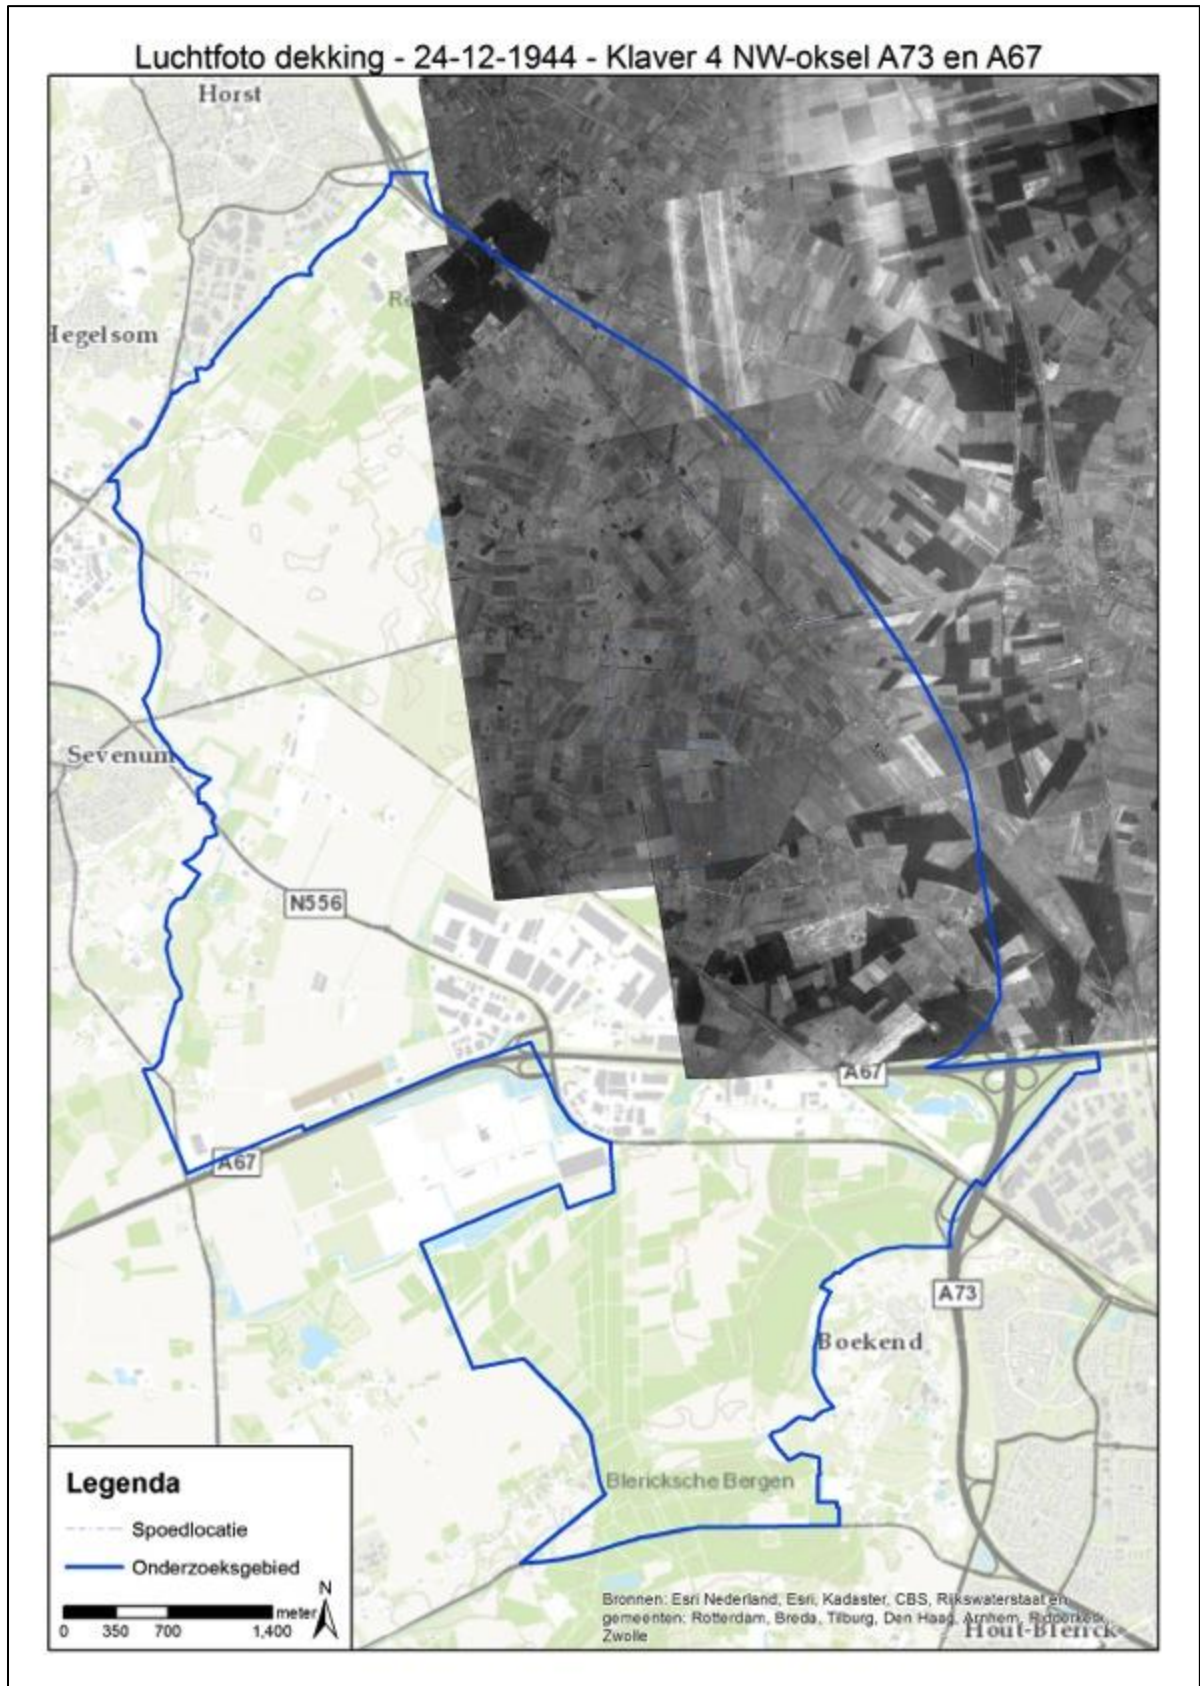 Luchtfoto dekking - 24-12-1944 - Klaver 4 NW-oksel A73 en A67
Horst
Hegelsom
Sevenum
N556
A67
A67
A73
Boekend
Blericksche Bergen
Legenda
Spoedlocatie
Onderzoeksgebied
N
meter
0 350 700 1,400
Bronnen: Esri Nederland, Esri, Kadaster, CBS, Rijkswaterstaat en
gemeenten: Rotterdam, Breda, Tilburg, Den Haag, Arnhem, Ridderkerk,
Zwolle
Hout-Blerick